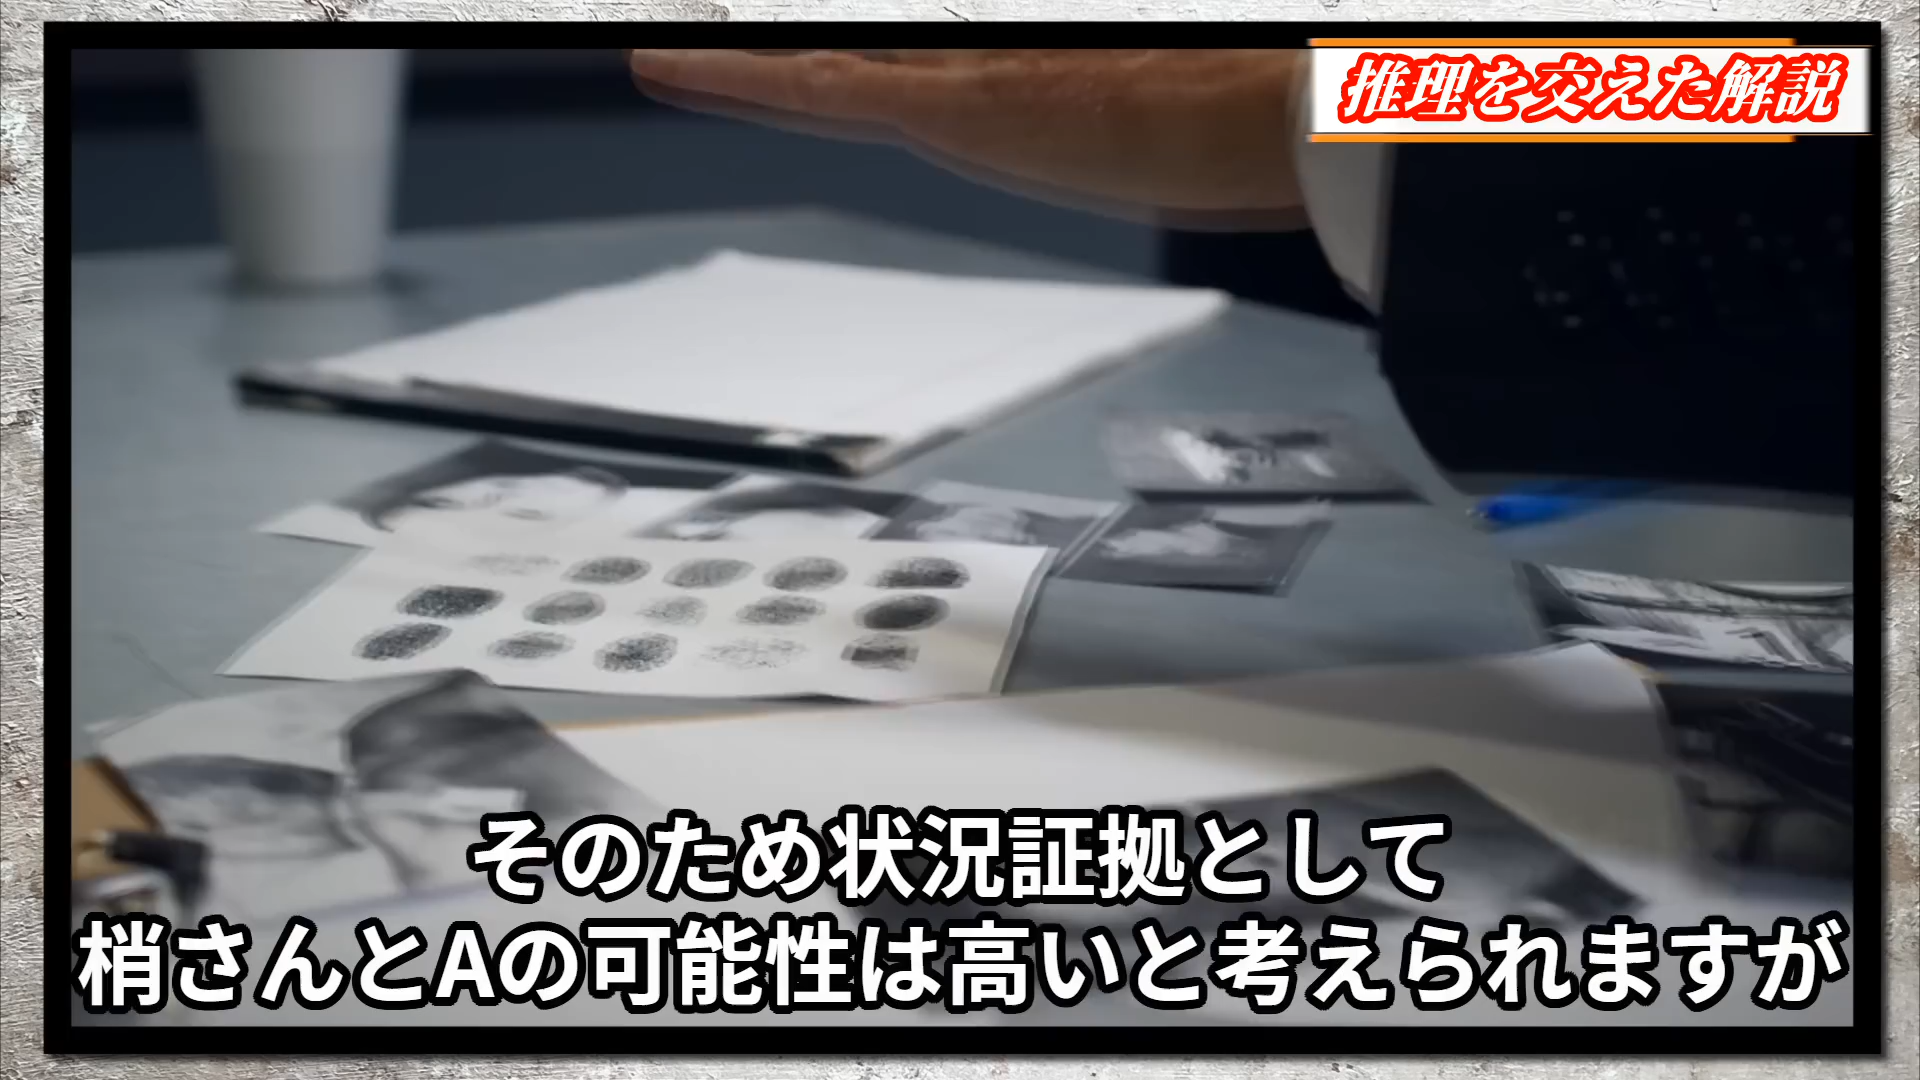 推理を交えた解説
そのため状況証拠として
梢さんとAの可能性は高いと考えられますが